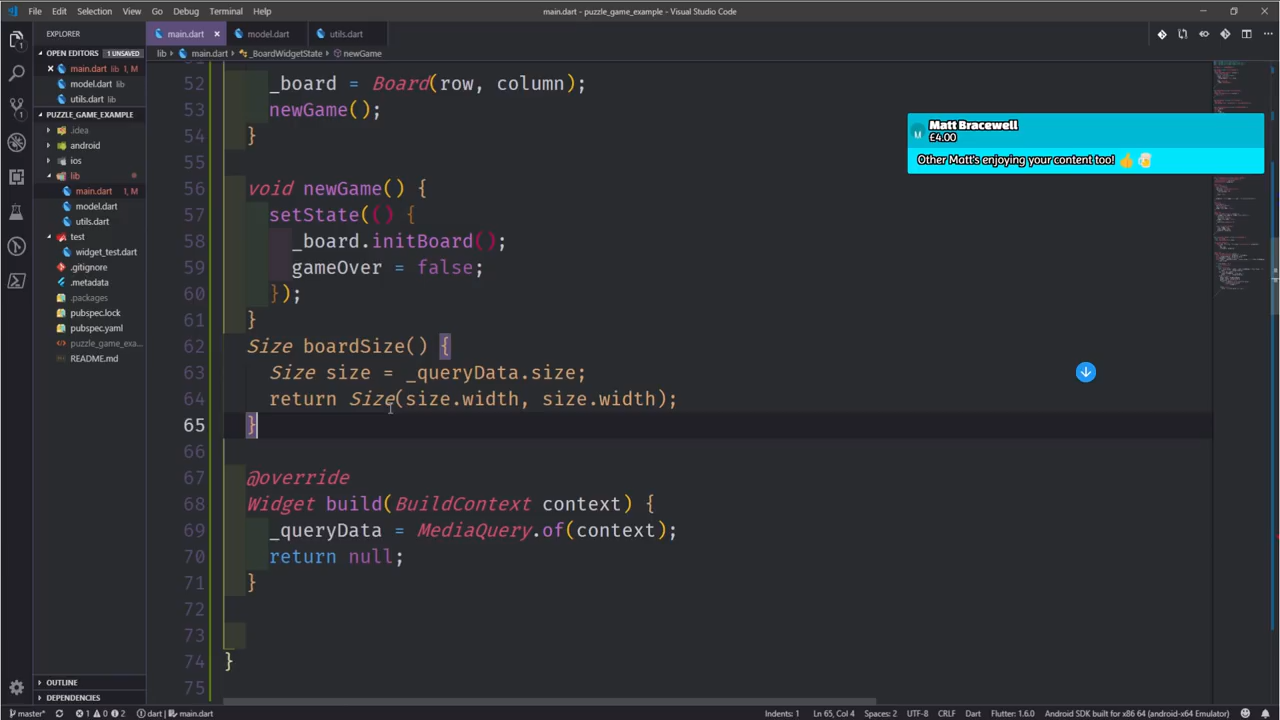 File Edit Selection View Go Debug Terminal Help
main.dart - puzzle_game_example - Visual Studio Code
EXPLORER
main.dart
model.dart
utils.dart
OPEN EDITORS 1 UNSAVED
lib main.dart _BoardWidgetState newGame
main.dart lib 1, M
model.dart lib
utils.dart lib
PUZZLE_GAME_EXAMPLE
.idea
android
ios
lib
main.dart 1, M
model.dart
utils.dart
test
widget_test.dart
.gitignore
.metadata
.packages
pubspec.lock
pubspec.yaml
puzzle_game_exa...
README.md
OUTLINE
DEPENDENCIES
52 _board = Board(row, column);
53 newGame();
54 }
55
56 void newGame() {
57 setState(() {
58 _board.initBoard();
59 gameOver = false;
60 });
61 }
62 Size boardSize() {
63 Size size = _queryData.size;
64 return Size(size.width, size.width);
65 }
66
67 @override
68 Widget build(BuildContext context) {
69 _queryData = MediaQuery.of(context);
70 return null;
71 }
72
73
74 }
75
Matt Bracewell
£4.00
Other Matt's enjoying your content too! 👍 🍻
M
master* 1 0 2 dart main.dart
Indents: 1 Ln 65, Col 4 Spaces: 2 UTF-8 CRLF Dart Flutter: 1.6.0 Android SDK built for x86 64 (android-x64 Emulator)